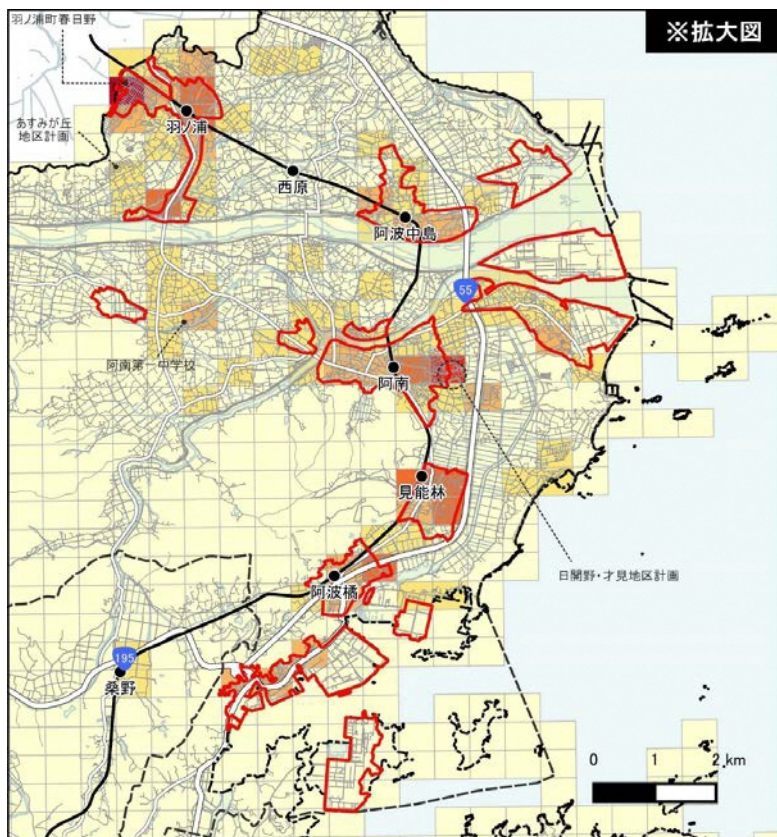 羽ノ浦町春日野
※拡大図
羽ノ浦
あすみが丘
地区計画
西原
阿波中島
55
阿南第一中学校
阿南
見能林
日開野・才見地区計画
阿波橘
195
桑野
0 1 2 km